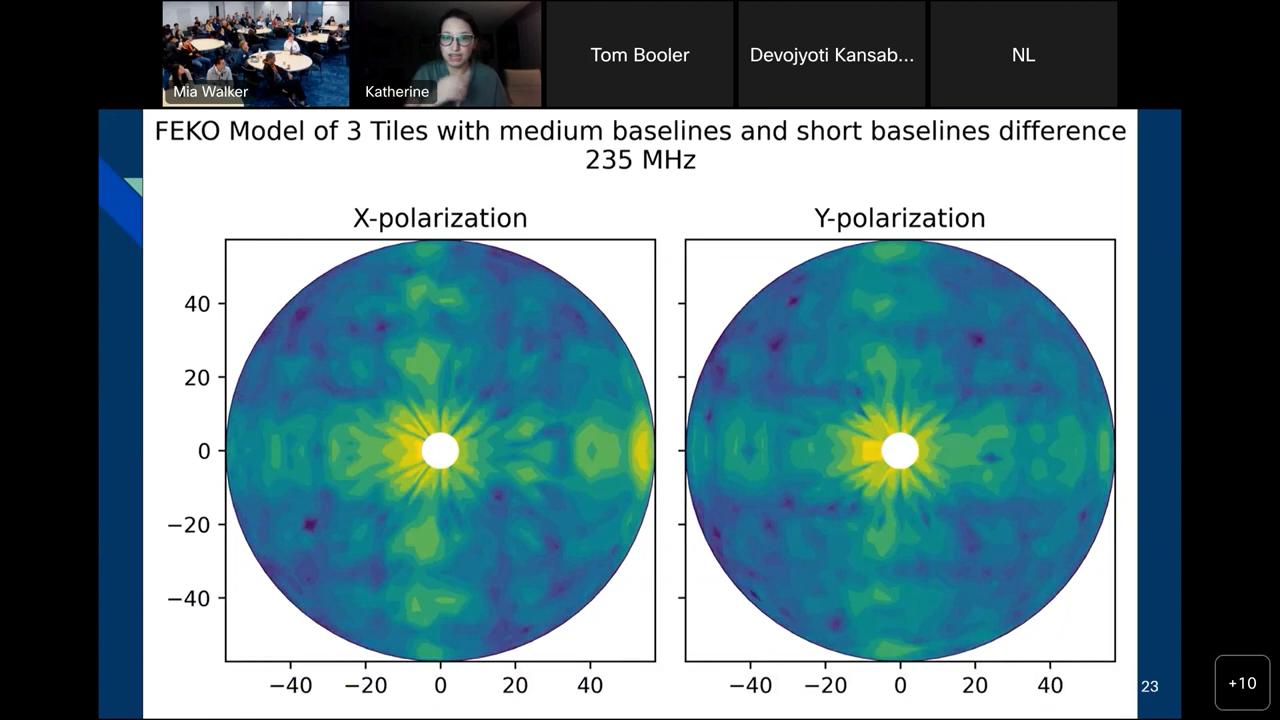 Mia Walker
Katherine
Tom Booler
Devojyoti Kansab...
NL
FEKO Model of 3 Tiles with medium baselines and short baselines difference
235 MHz
X-polarization
Y-polarization
40
20
0
−20
−40
−40 −20 0 20 40
−40 −20 0 20 40
23
+10